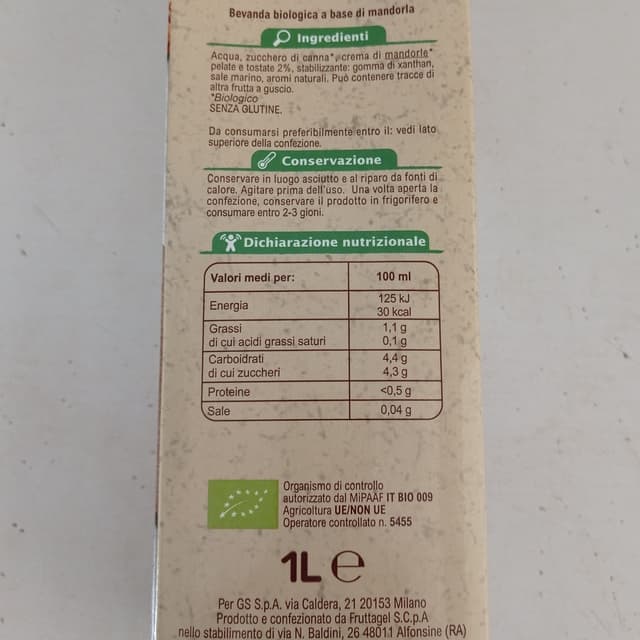 Bevanda biologica a base di mandorla
Ingredienti
Acqua, zucchero di canna*, crema di mandorle*
pelate e tostate 2%, stabilizzante: gomma di xanthan,
sale marino, aromi naturali. Può contenere tracce di
altra frutta a guscio.
*Biologico
SENZA GLUTINE.
Da consumarsi preferibilmente entro il: vedi lato
superiore della confezione.
Conservazione
Conservare in luogo asciutto e al riparo da fonti di
calore. Agitare prima dell'uso. Una volta aperta la
confezione, conservare il prodotto in frigorifero e
consumare entro 2-3 gioni.
Dichiarazione nutrizionale
Valori medi per: 100 ml
Energia 125 kJ
30 kcal
Grassi 1,1 g
di cui acidi grassi saturi 0,1 g
Carboidrati 4,4 g
di cui zuccheri 4,3 g
Proteine <0,5 g
Sale 0,04 g
Organismo di controllo
autorizzato dal MiPAAF IT BIO 009
Agricoltura UE/NON UE
Operatore controllato n. 5455
1L e
Per GS S.p.A. via Caldera, 21 20153 Milano
Prodotto e confezionato da Fruttagel S.C.p.A
nello stabilimento di via N. Baldini, 26 48011 Alfonsine (RA)